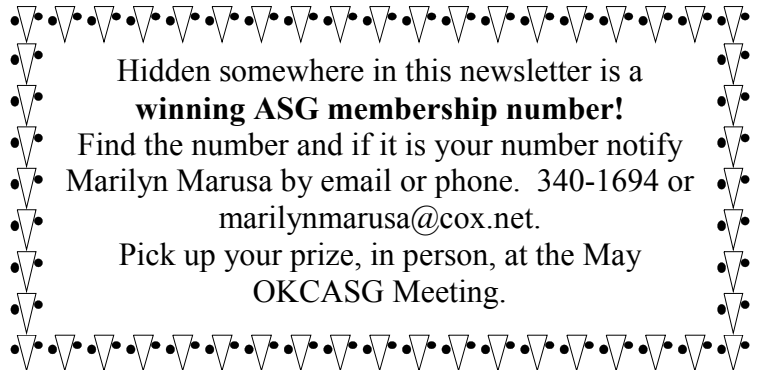 Hidden somewhere in this newsletter is a
winning ASG membership number!
Find the number and if it is your number notify
Marilyn Marusa by email or phone.  340-1694 or
marilynmarusa@cox.net.
Pick up your prize, in person, at the May
OKCASG Meeting.